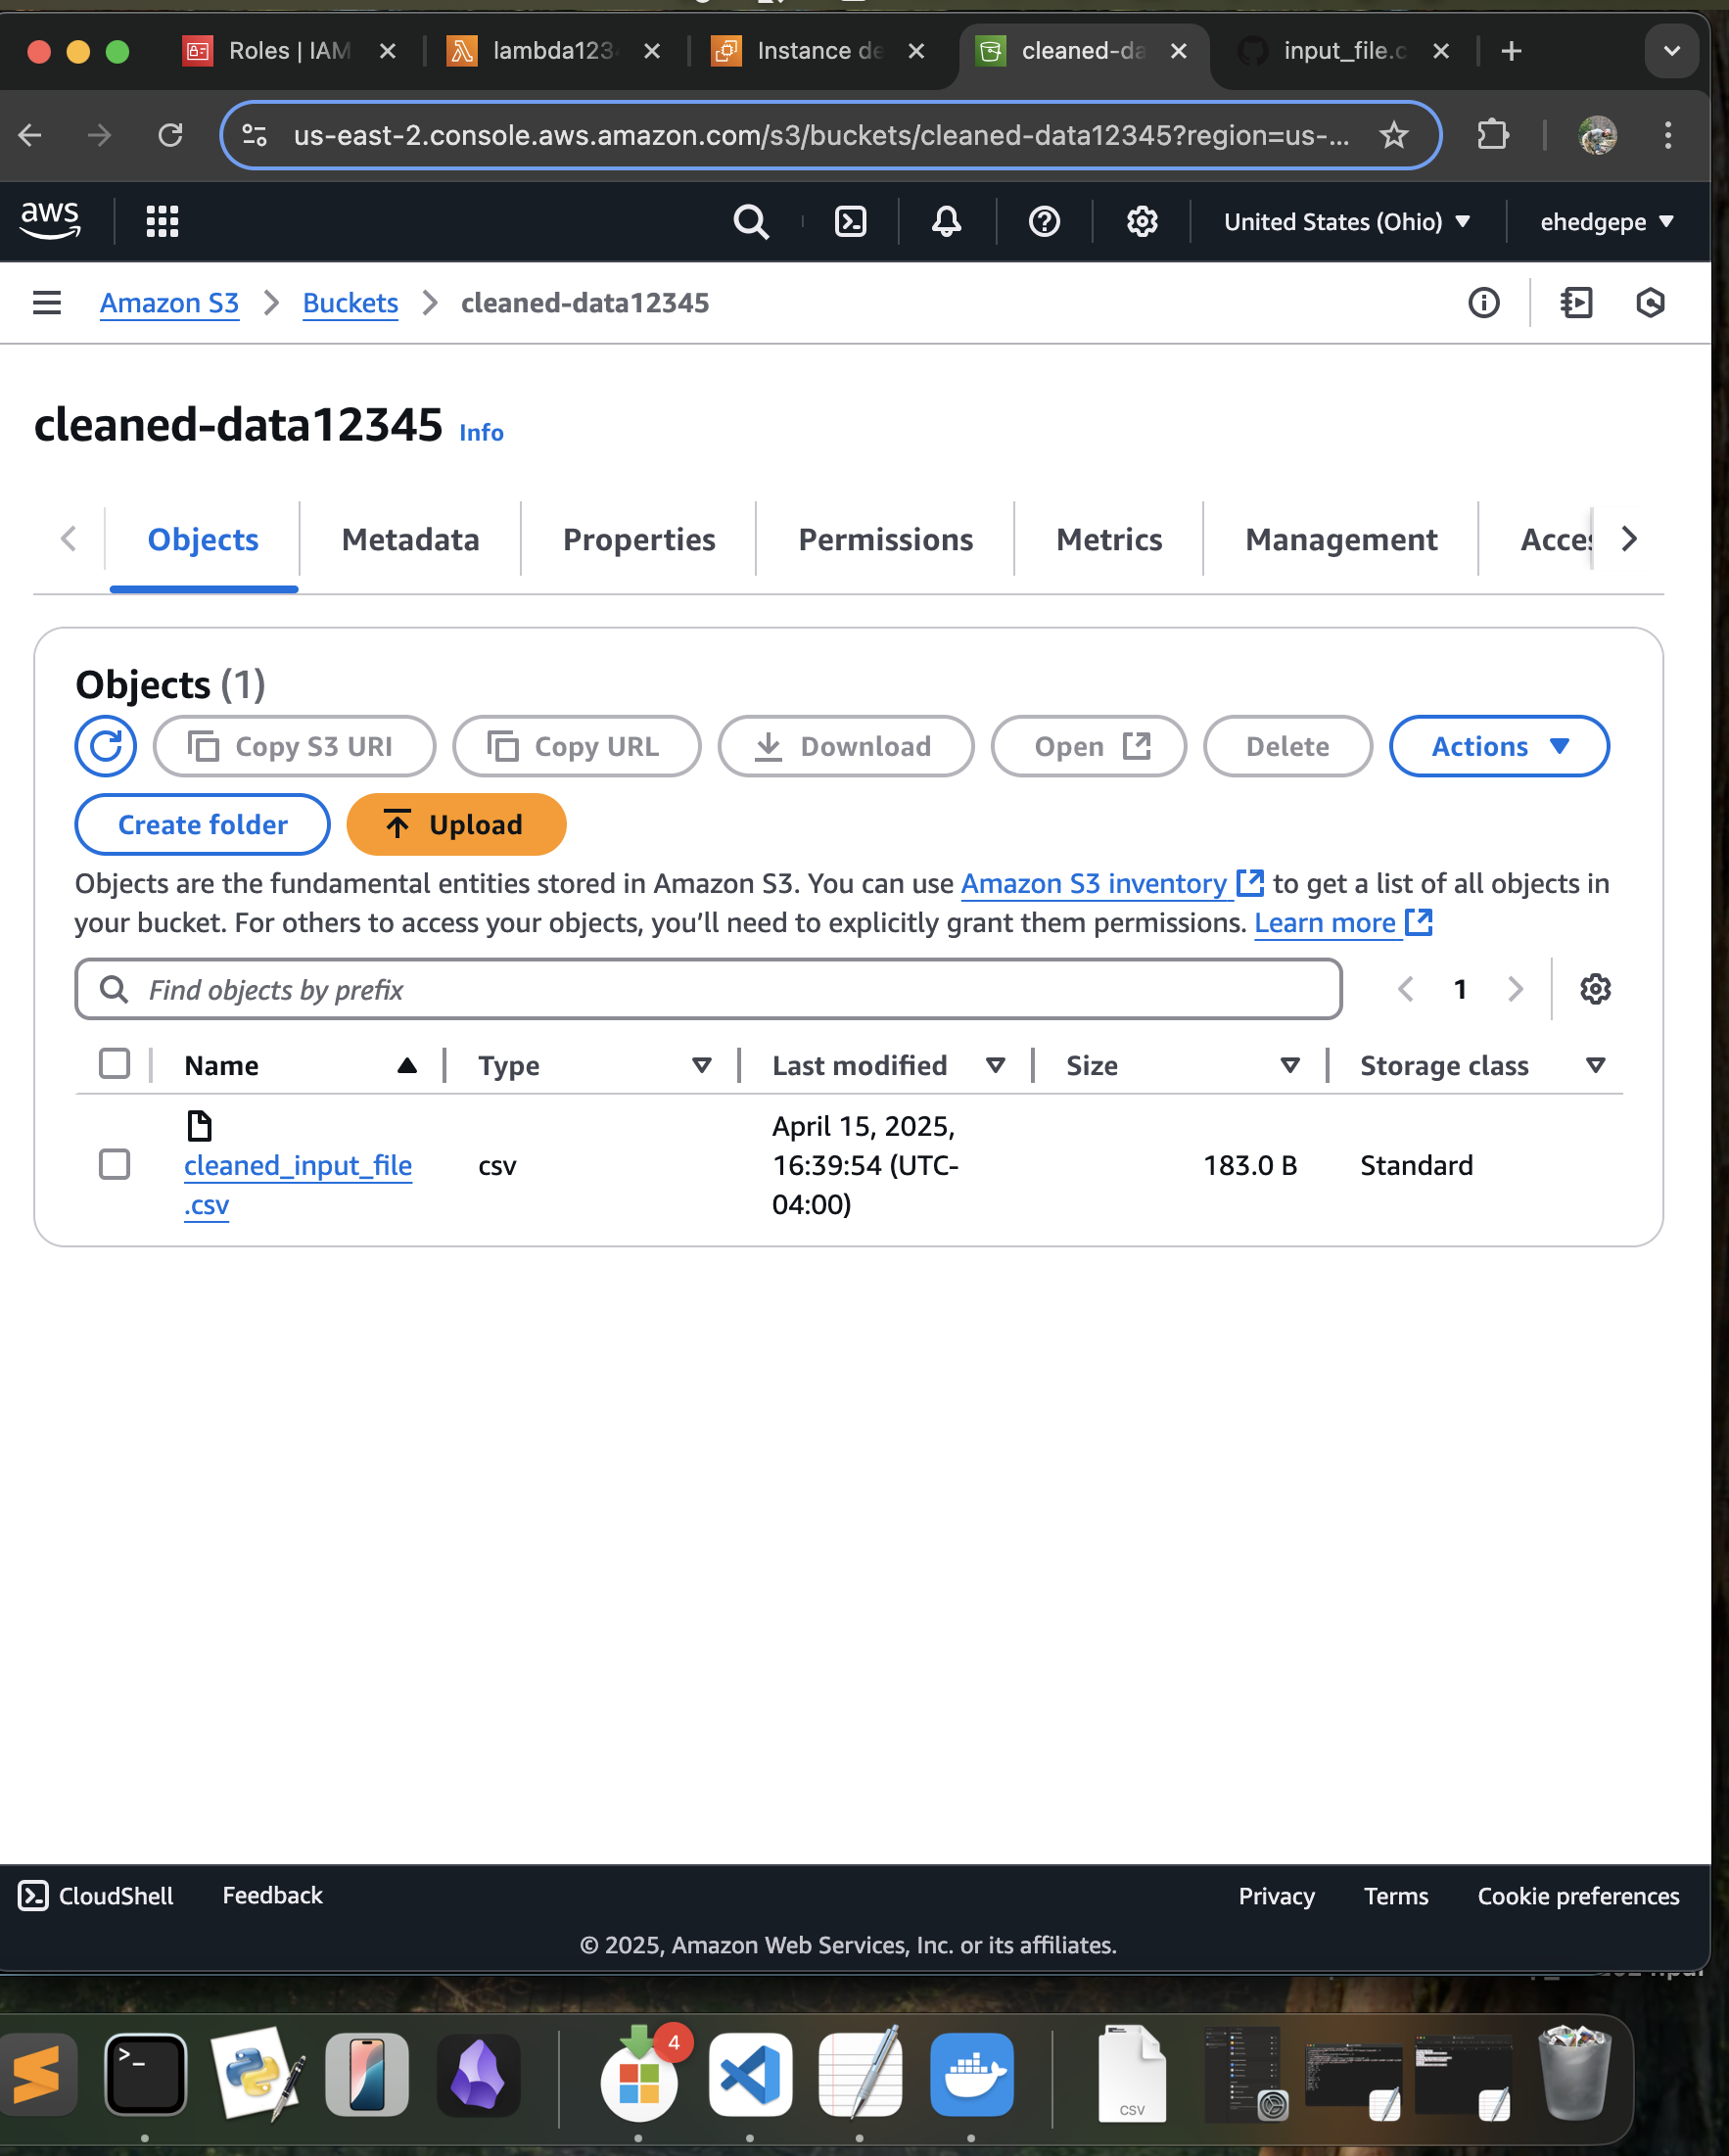 Roles | IAM
lambda123
Instance de
cleaned-da
input_file.c
us-east-2.console.aws.amazon.com/s3/buckets/cleaned-data12345?region=us-...
aws
United States (Ohio)
ehedgepe
Amazon S3 > Buckets > cleaned-data12345
cleaned-data12345 Info
Objects
Metadata
Properties
Permissions
Metrics
Management
Acces
Objects (1)
Copy S3 URI
Copy URL
Download
Open
Delete
Actions
Create folder
Upload
Objects are the fundamental entities stored in Amazon S3. You can use Amazon S3 inventory to get a list of all objects in
your bucket. For others to access your objects, you’ll need to explicitly grant them permissions. Learn more
Find objects by prefix
1
Name
Type
Last modified
Size
Storage class
cleaned_input_file
.csv
csv
April 15, 2025,
16:39:54 (UTC-
04:00)
183.0 B
Standard
CloudShell
Feedback
Privacy
Terms
Cookie preferences
© 2025, Amazon Web Services, Inc. or its affiliates.
>_
4
CSV